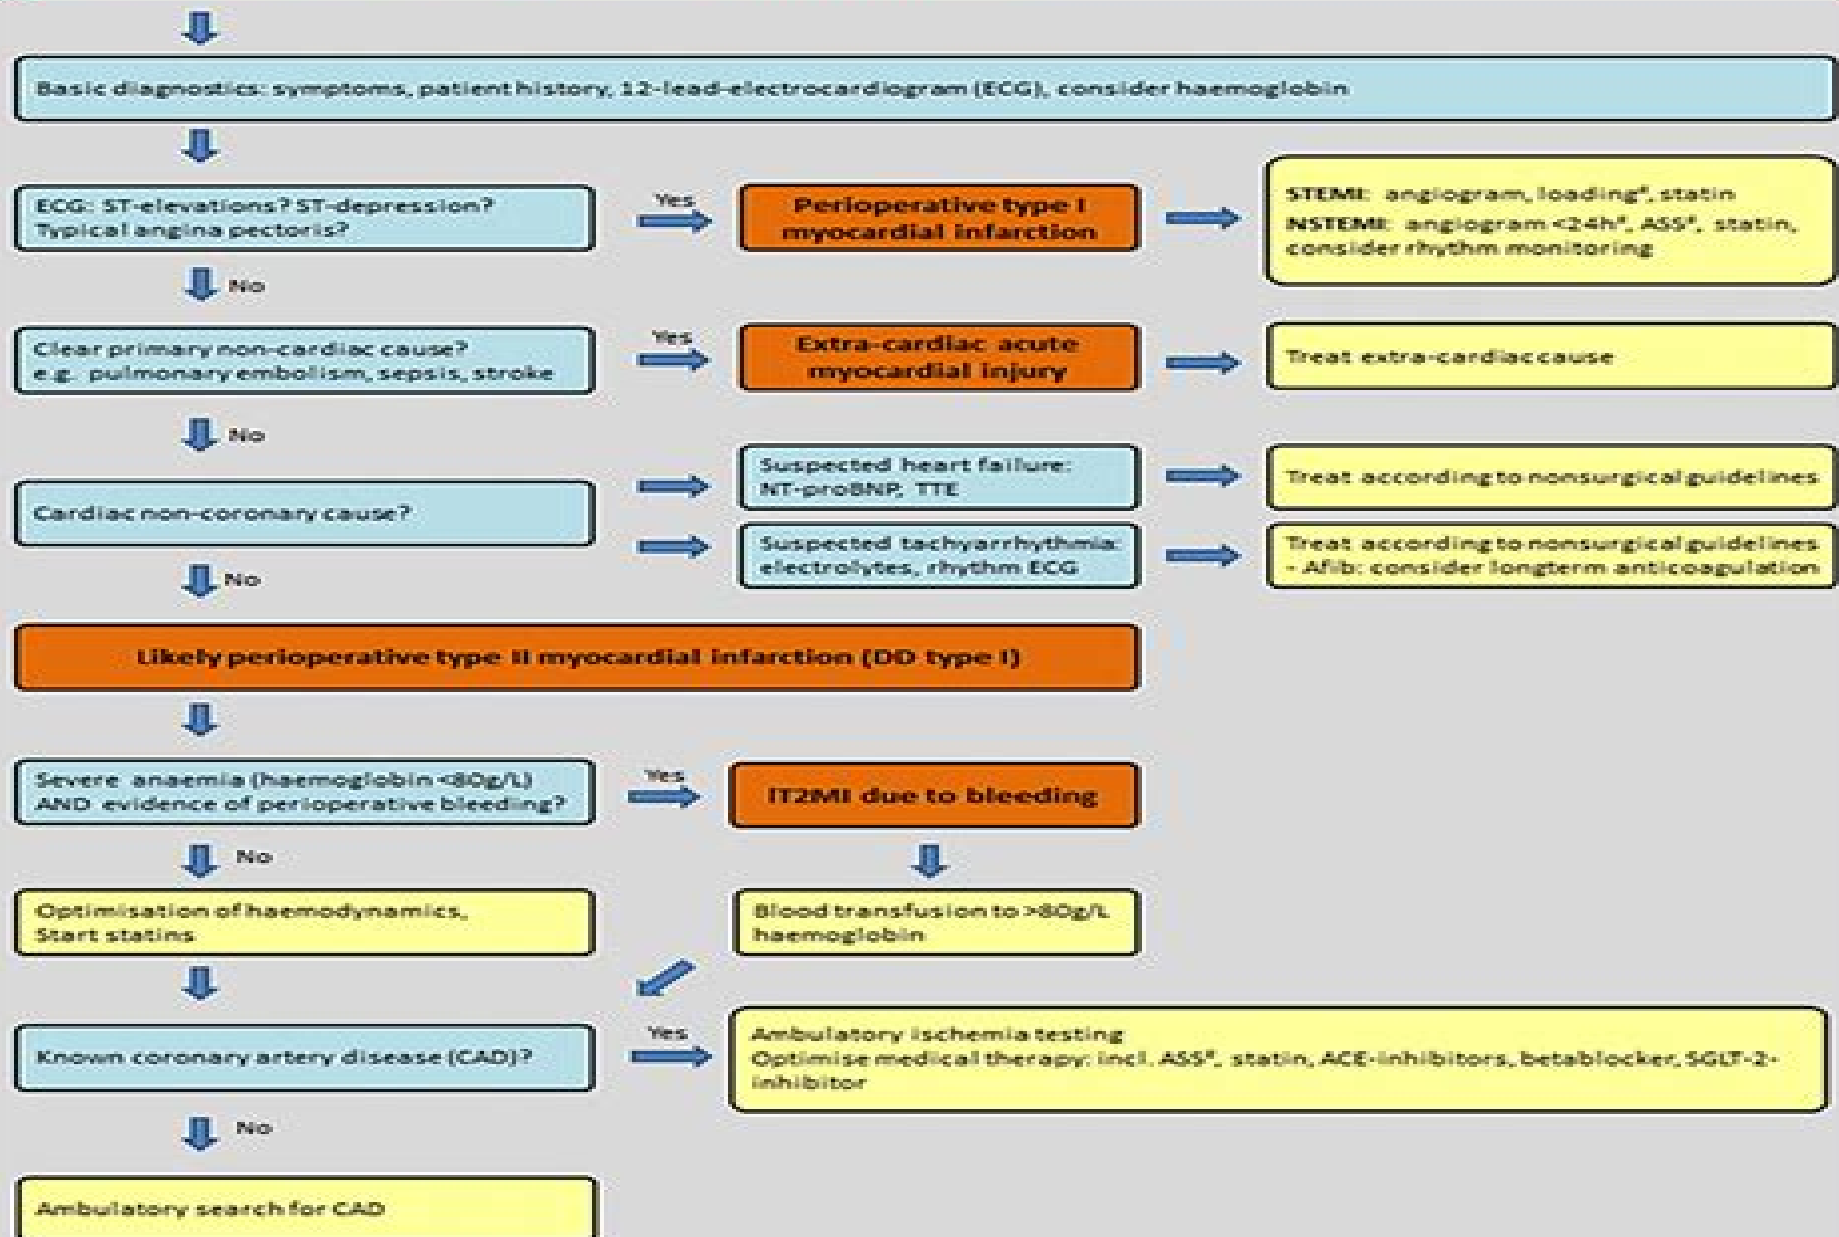 Basic diagnostics: symptoms, patient history, 12-lead-electrocardiogram (ECG), consider haemoglobin
ECG: ST-elevations? ST-depression?
Typical angina pectoris?
Yes
Perioperative type I
myocardial infarction
STEMI: angiogram, loading#, statin
NSTEMI: angiogram <24h#, ASS#, statin,
consider rhythm monitoring
No
Clear primary non-cardiac cause?
e.g. pulmonary embolism, sepsis, stroke
Yes
Extra-cardiac acute
myocardial injury
Treat extra-cardiac cause
No
Cardiac non-coronary cause?
Suspected heart failure:
NT-proBNP, TTE
Treat according to nonsurgical guidelines
Suspected tachyarrhythmia:
electrolytes, rhythm ECG
Treat according to nonsurgical guidelines
- Afib: consider longterm anticoagulation
No
Likely perioperative type II myocardial infarction (DD type I)
Severe anaemia (haemoglobin <80g/L)
AND evidence of perioperative bleeding?
Yes
lT2MI due to bleeding
No
Optimisation of haemodynamics,
Start statins
Blood transfusion to >80g/L
haemoglobin
Known coronary artery disease (CAD)?
Yes
Ambulatory ischemia testing
Optimise medical therapy: incl. ASS#, statin, ACE-inhibitors, betablocker, SGLT-2-
inhibitor
No
Ambulatory search for CAD